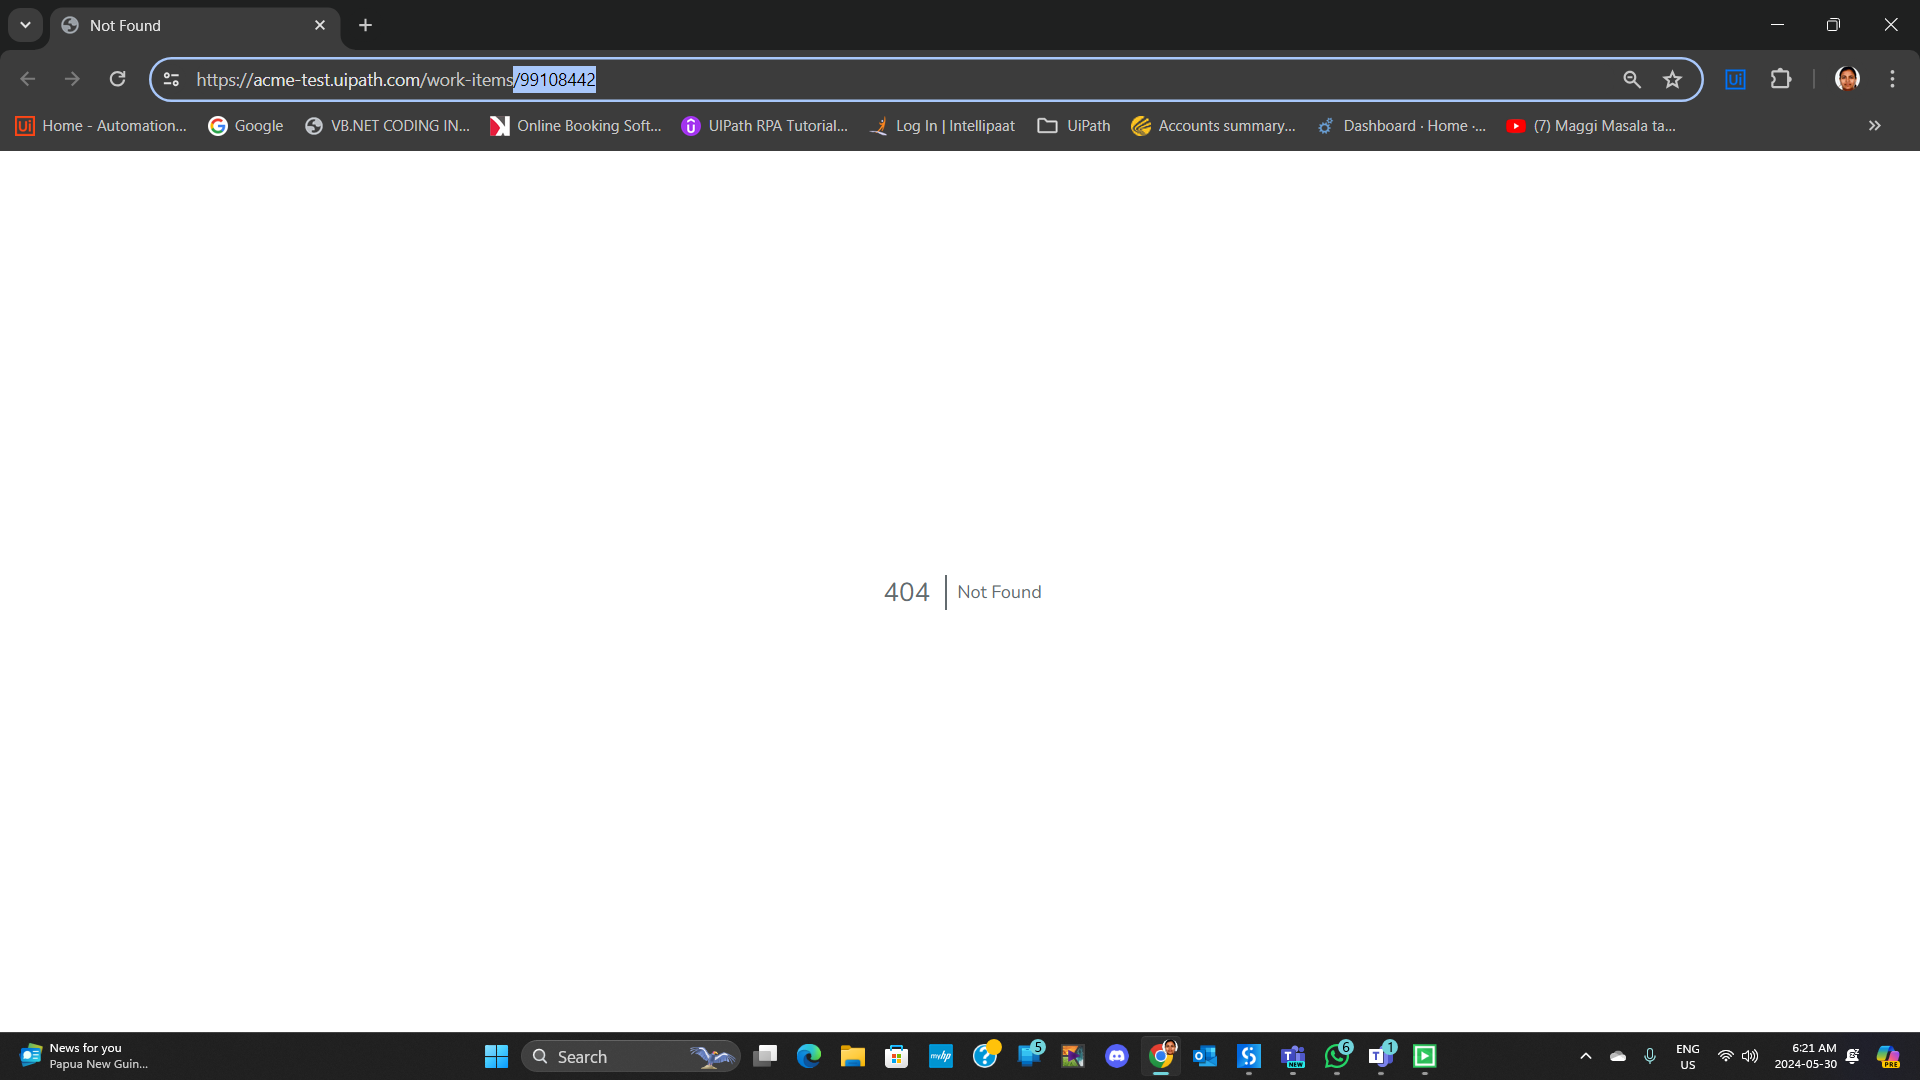 Not Found
https://acme-test.uipath.com/work-items/99108442
Ui Home - Automation...
Google
VB.NET CODING IN...
Online Booking Soft...
UIPath RPA Tutorial...
Log In | Intellipaat
UiPath
Accounts summary...
Dashboard · Home ·...
(7) Maggi Masala ta...
404
Not Found
News for you
Papua New Guin...
Search
5
6
1
ENG
US
6:21 AM
2024-05-30